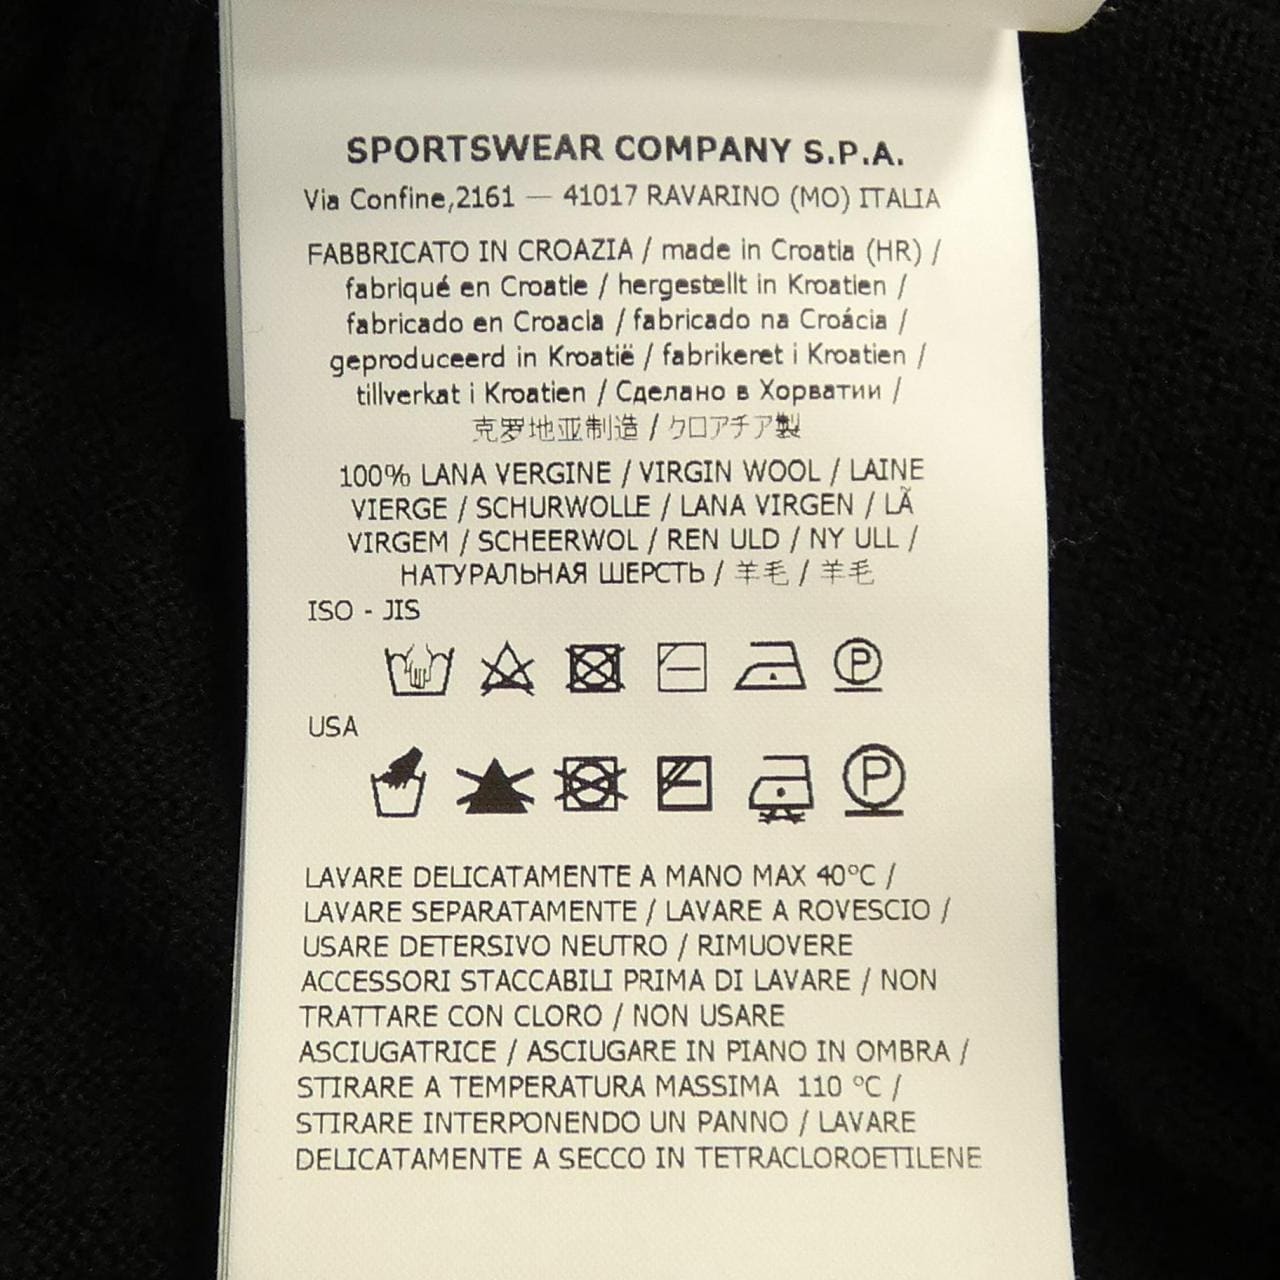 SPORTSWEAR COMPANY S.P.A.
Via Confine,2161 — 41017 RAVARINO (MO) ITALIA
FABBRICATO IN CROAZIA / made in Croatia (HR) /
fabriqué en Croatie / hergestellt in Kroatien /
fabricado en Croacia / fabricado na Croácia /
geproduceerd in Kroatië / fabrikeret i Kroatien /
tillverkat i Kroatien / Сделано в Хорватии /
克罗地亚制造 / クロアチア製
100% LANA VERGINE / VIRGIN WOOL / LAINE
VIERGE / SCHURWOLLE / LANA VIRGEN / LÃ
VIRGEM / SCHEERWOL / REN ULD / NY ULL /
НАТУРАЛЬНАЯ ШЕРСТЬ / 羊毛 / 羊毛
ISO - JIS
P
USA
P
LAVARE DELICATAMENTE A MANO MAX 40°C /
LAVARE SEPARATAMENTE / LAVARE A ROVESCIO /
USARE DETERSIVO NEUTRO / RIMUOVERE
ACCESSORI STACCABILI PRIMA DI LAVARE / NON
TRATTARE CON CLORO / NON USARE
ASCIUGATRICE / ASCIUGARE IN PIANO IN OMBRA /
STIRARE A TEMPERATURA MASSIMA 110 °C /
STIRARE INTERPONENDO UN PANNO / LAVARE
DELICATAMENTE A SECCO IN TETRACLOROETILENE